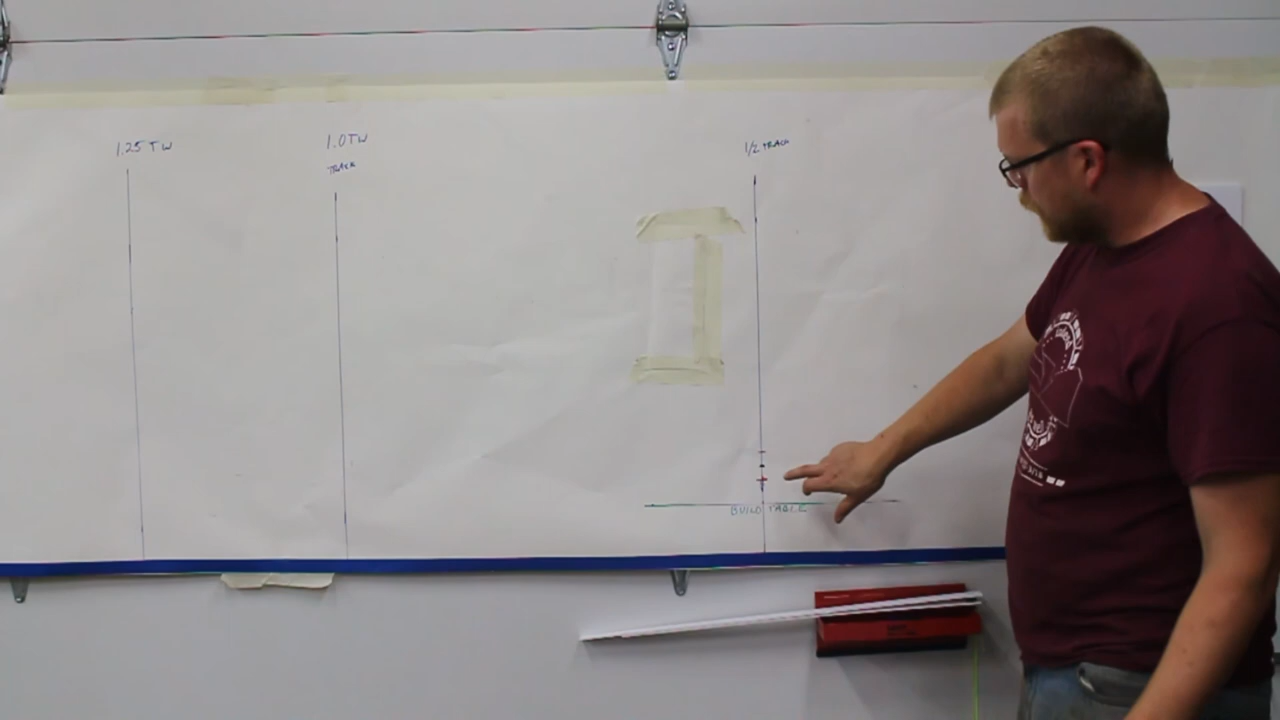 1.25 TW
1.0 TW
TRACK
1/2 TRACK
BUILD TABLE